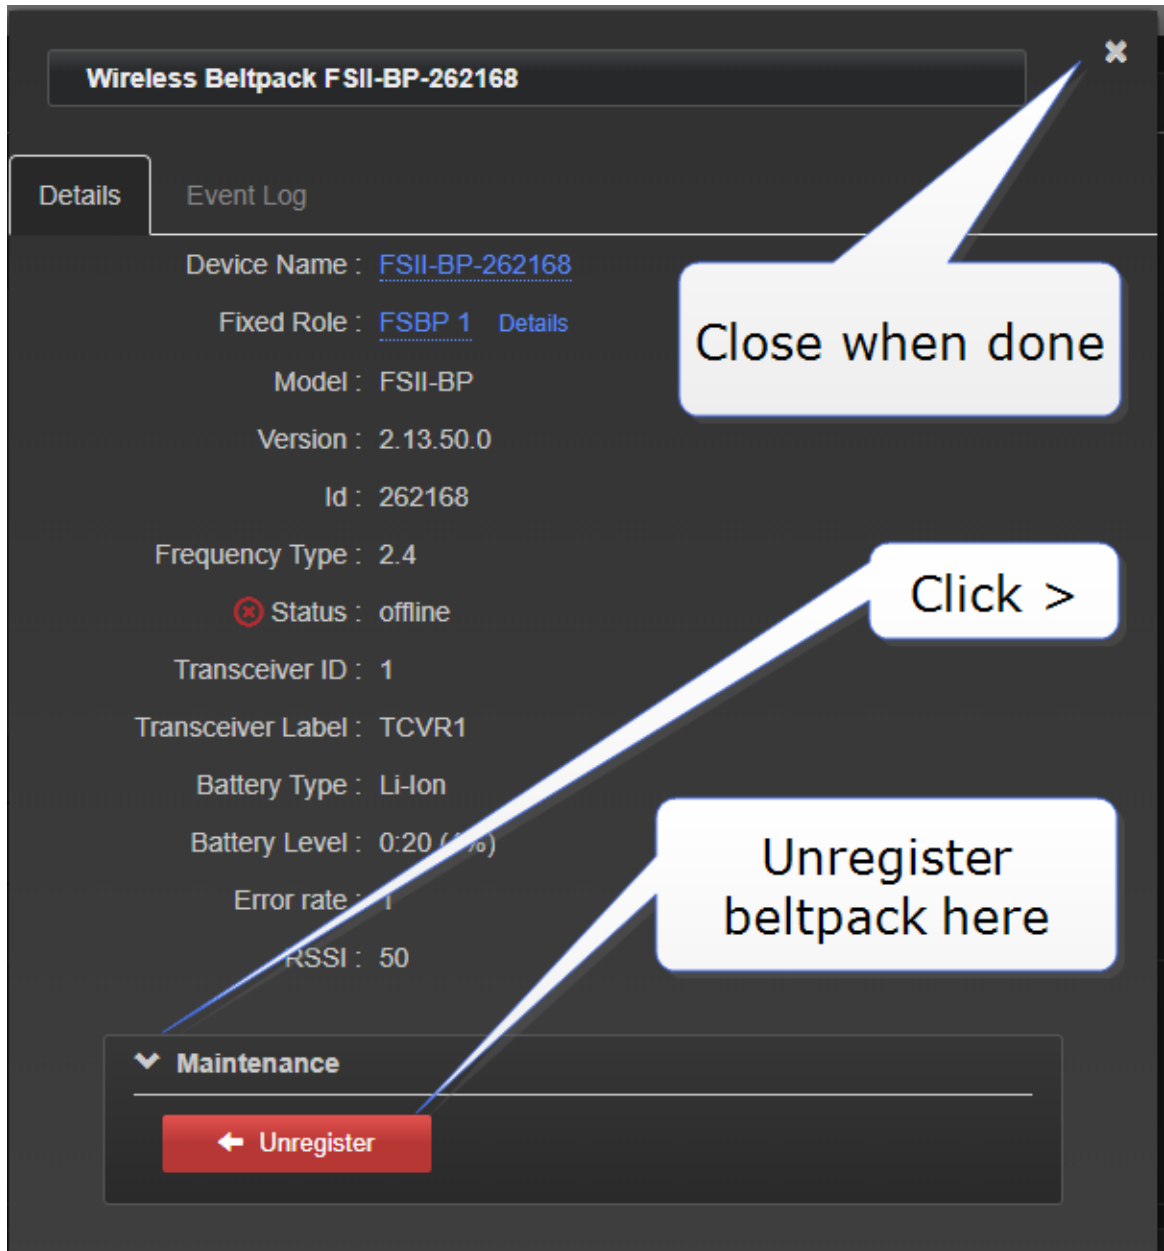 Wireless Beltpack FSII-BP-262168
Details Event Log
Device Name : FSII-BP-262168
Fixed Role : FSBP 1 Details
Close when done
Model : FSII-BP
Version : 2.13.50.0
Id : 262168
Frequency Type : 2.4
Click >
Status : offline
Transceiver ID : 1
Transceiver Label : TCVR1
Battery Type : Li-Ion
Battery Level : 0:20
Unregister
beltpack here
Error rate :
RSSI : 50
Maintenance
Unregister